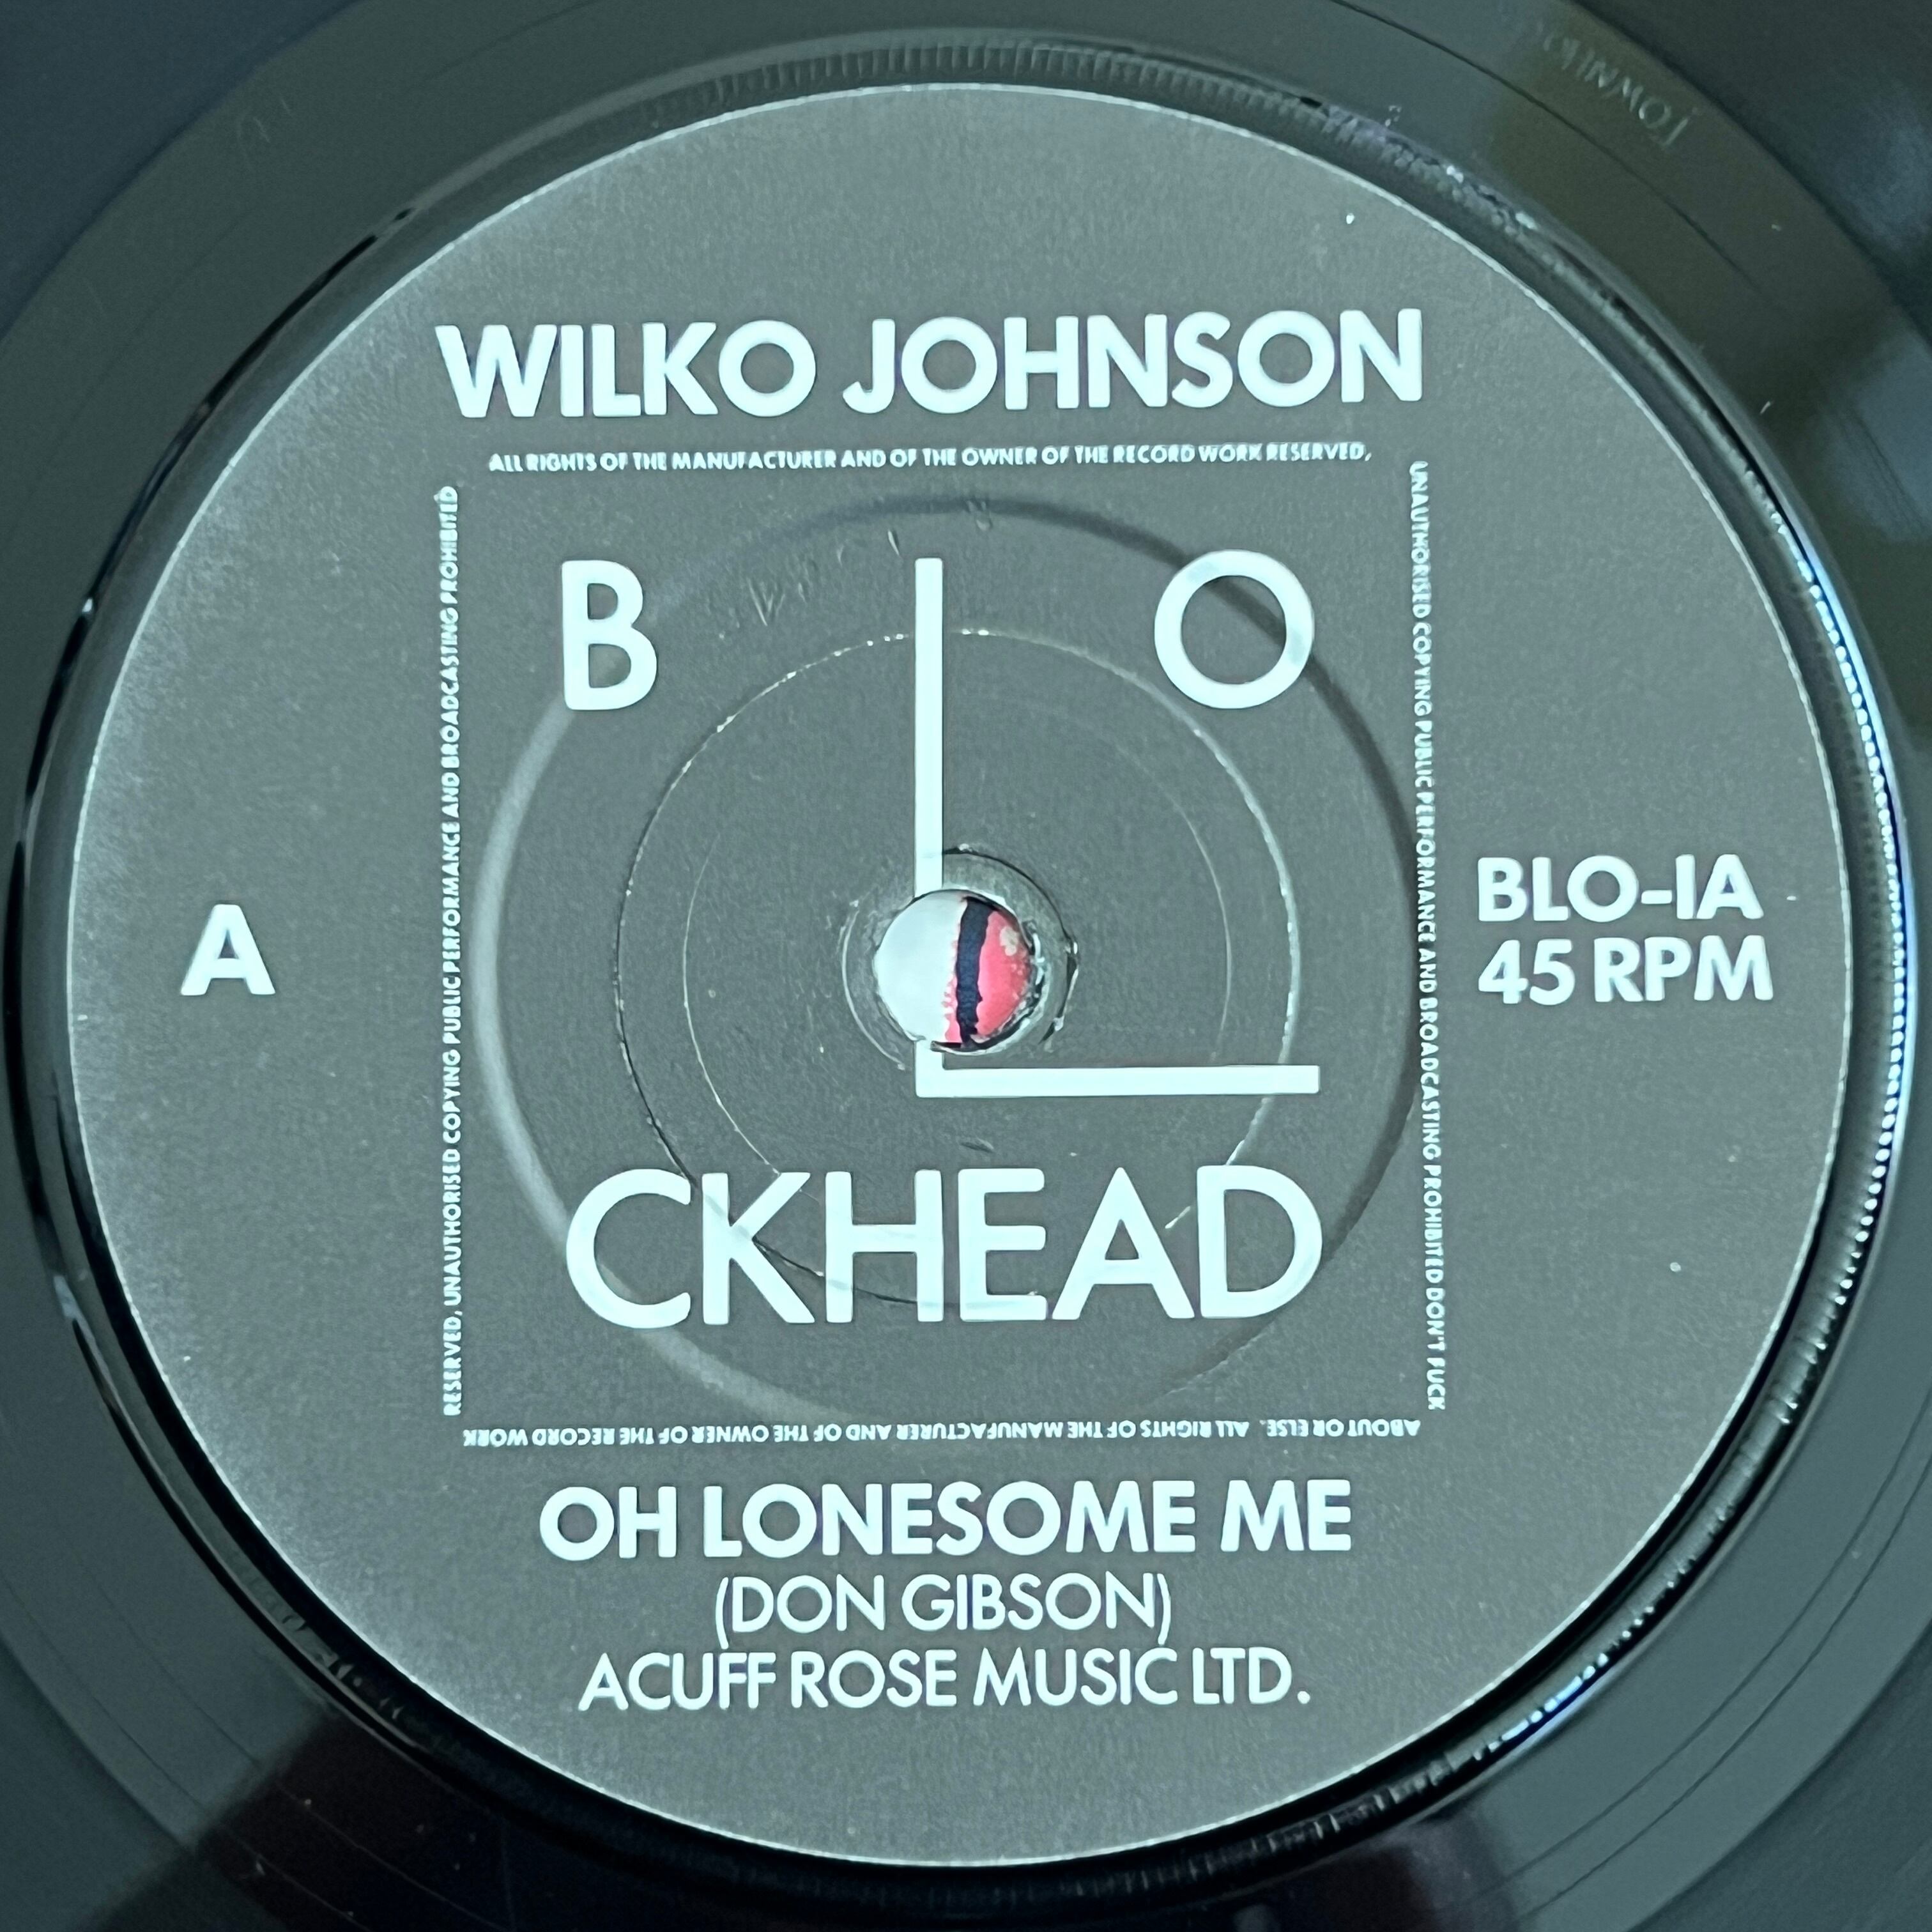 WILKO JOHNSON
ALL RIGHTS OF THE MANUFACTURER AND OF THE OWNER OF THE RECORD WORK RESERVED,
UNAUTHORISED COPYING PUBLIC PERFORMANCE AND BROADCASTING PROHIBITED DON'T FUCK
ABOUT OR ELSE. ALL RIGHTS OF THE MANUFACTURER AND OF THE OWNER OF THE RECORD WORK
RESERVED, UNAUTHORISED COPYING PUBLIC PERFORMANCE AND BROADCASTING PROHIBITED
B L O
CKHEAD
A
BLO-1A
45 RPM
OH LONESOME ME
(DON GIBSON)
ACUFF ROSE MUSIC LTD.